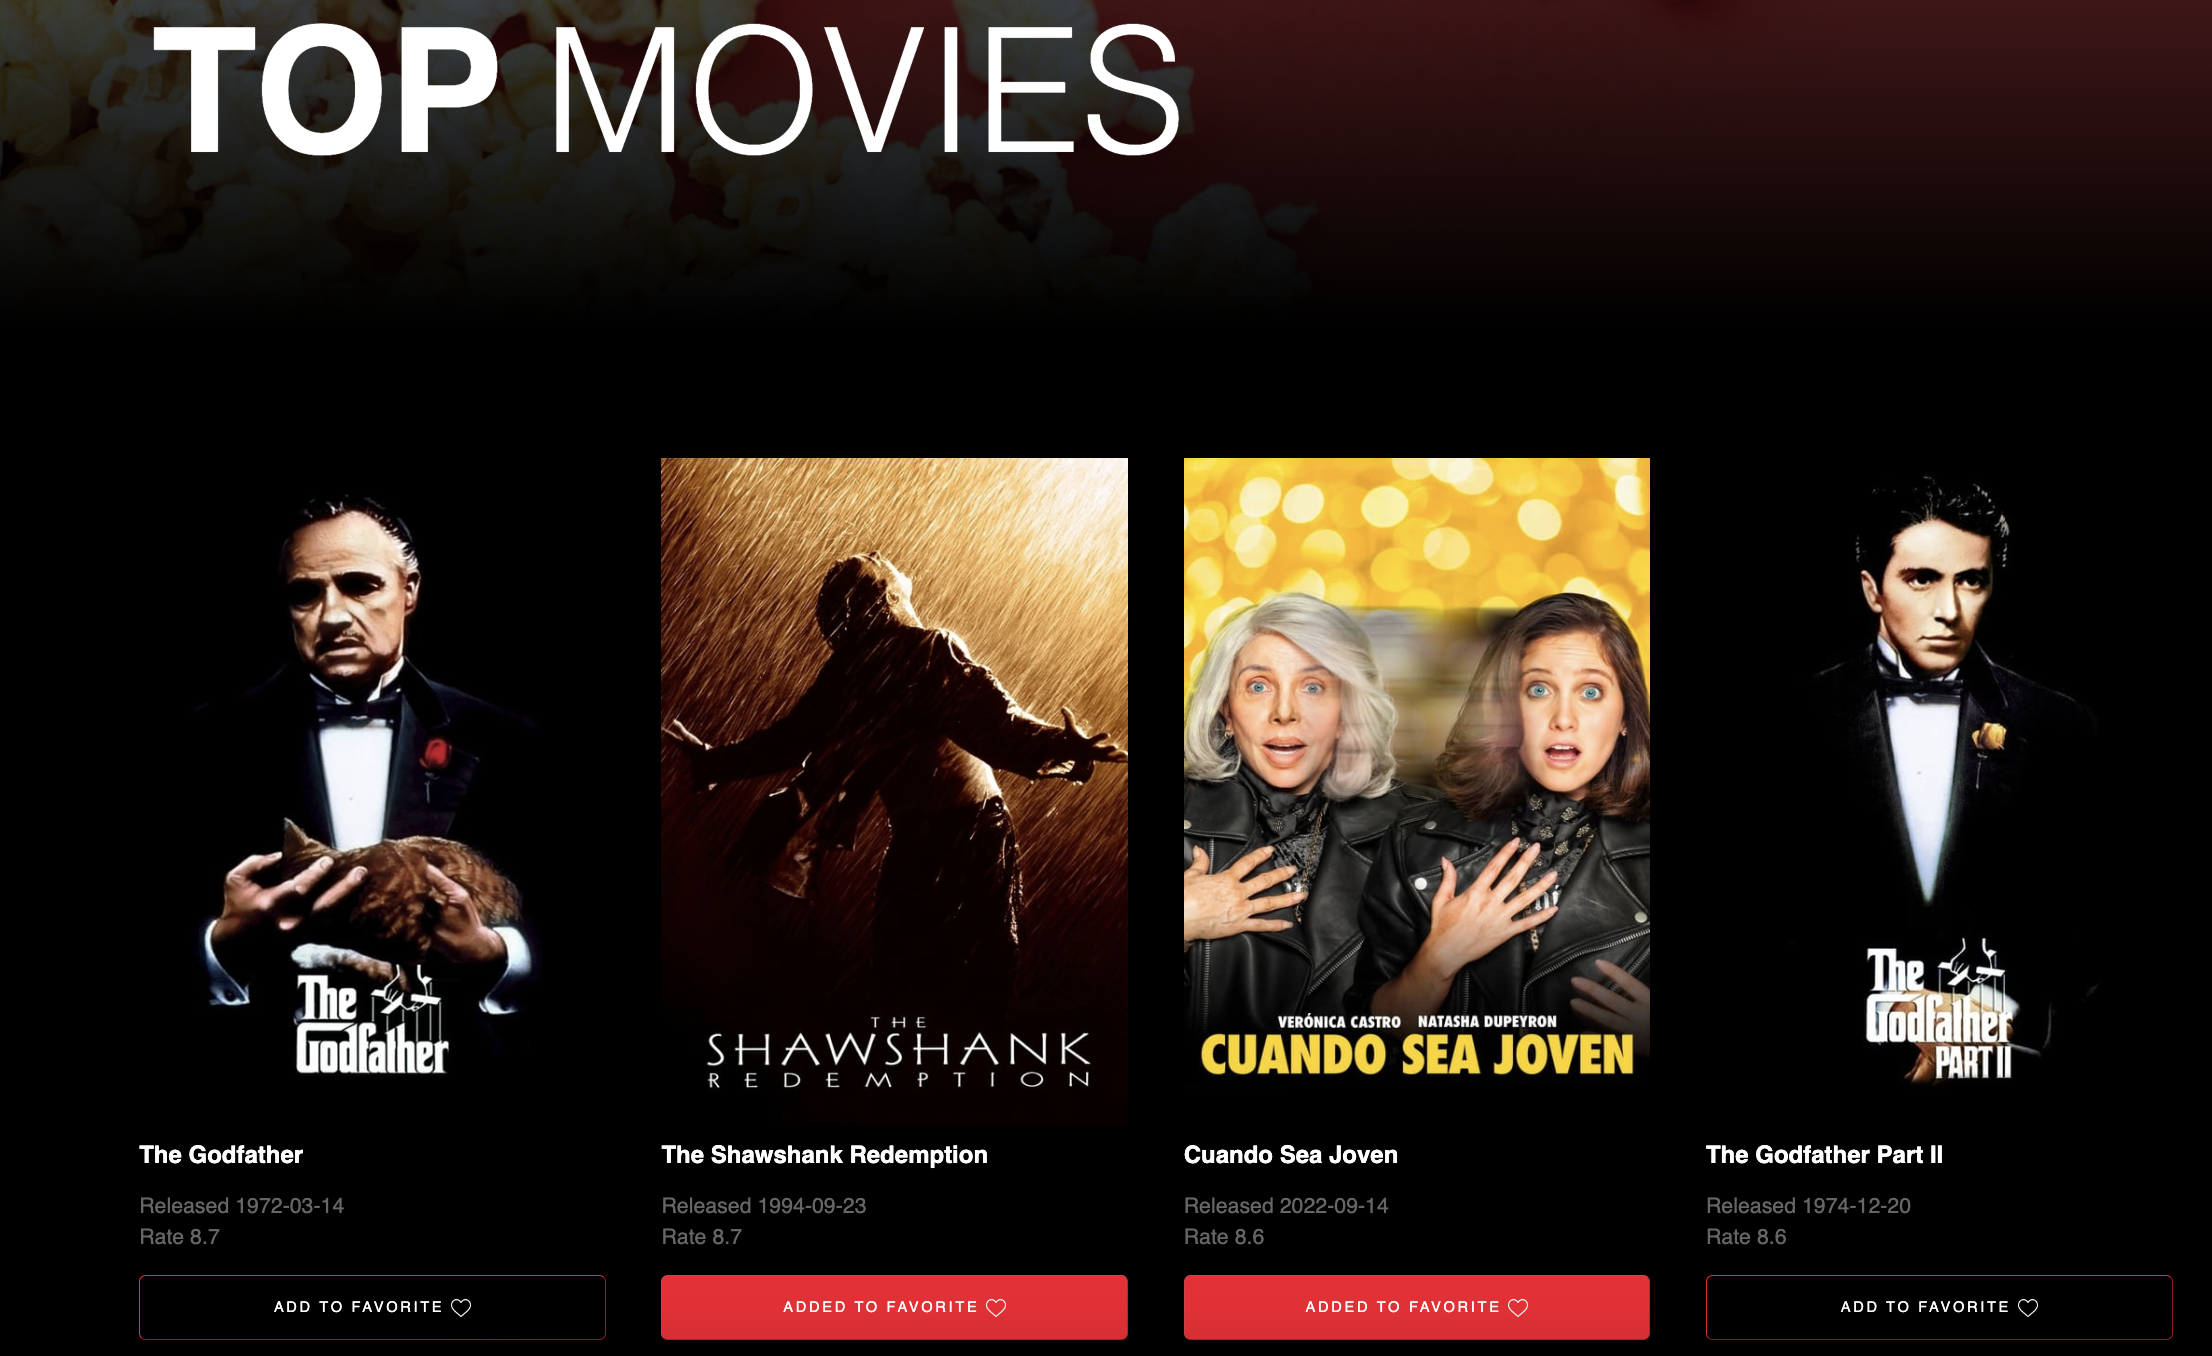 TOP MOVIES
The
Godfather
THE
SHAWSHANK
REDEMPTION
VERÓNICA CASTRO NATASHA DUPEYRON
CUANDO SEA JOVEN
The
Godfather
PART II
The Godfather
Released 1972-03-14
Rate 8.7
ADD TO FAVORITE
The Shawshank Redemption
Released 1994-09-23
Rate 8.7
ADDED TO FAVORITE
Cuando Sea Joven
Released 2022-09-14
Rate 8.6
ADDED TO FAVORITE
The Godfather Part II
Released 1974-12-20
Rate 8.6
ADD TO FAVORITE